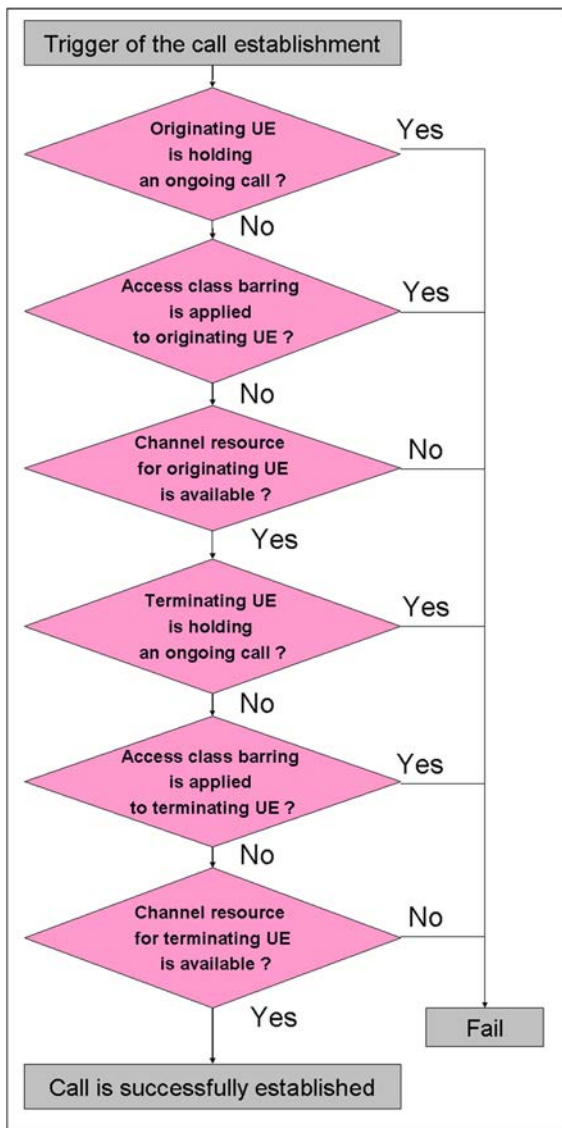 Trigger of the call establishment
Originating UE
is holding
an ongoing call ?
Yes
No
Access class barring
is applied
to originating UE ?
Yes
No
Channel resource
for originating UE
is available ?
No
Yes
Terminating UE
is holding
an ongoing call ?
Yes
No
Access class barring
is applied
to terminating UE ?
Yes
No
Channel resource
for terminating UE
is available ?
No
Yes
Fail
Call is successfully established